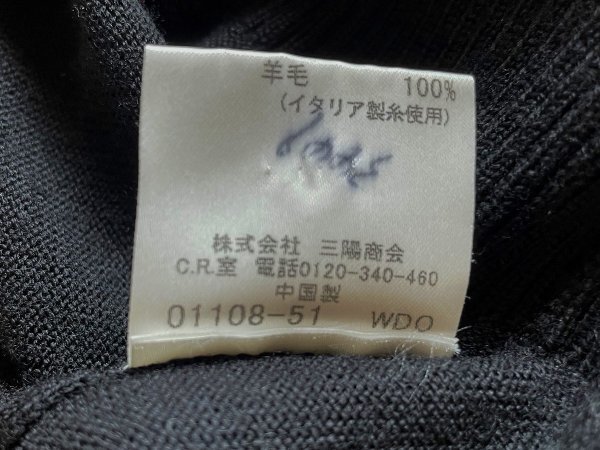 羊毛 100%
(イタリア製糸使用)
株式会社 三陽商会
C.R.室 電話0120-340-460
中国製
01108-51 WDO